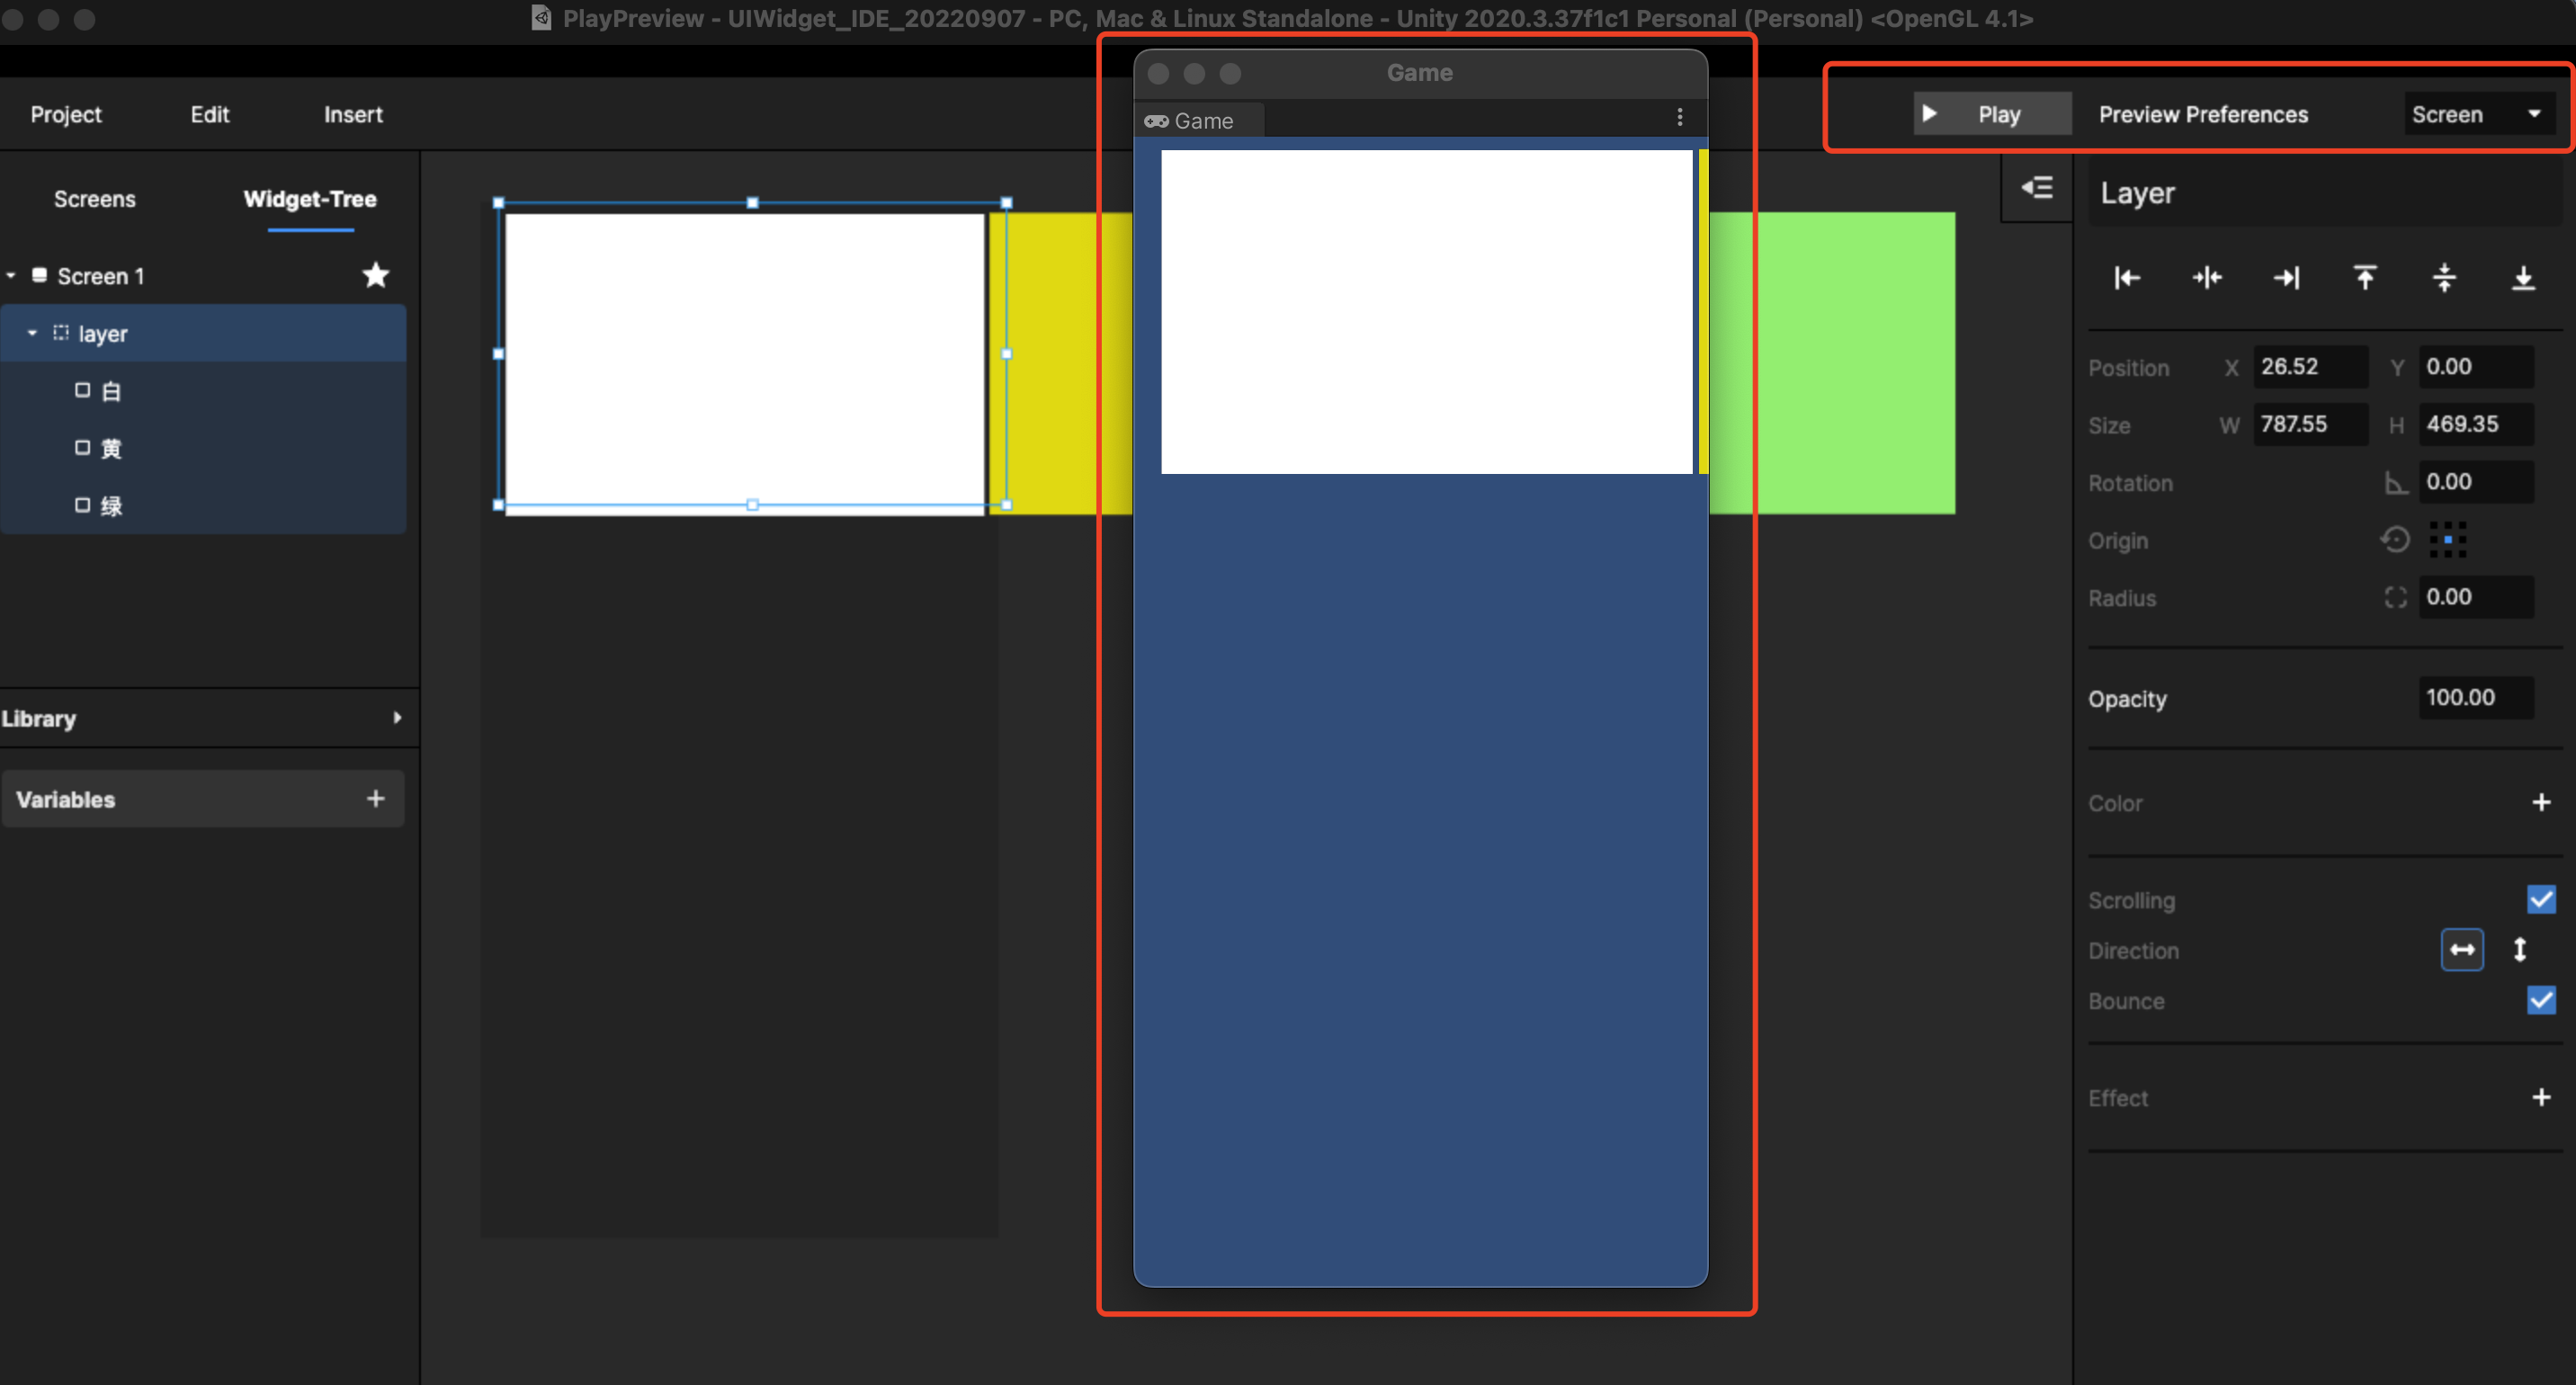 PlayPreview - UIWidget_IDE_20220907 - PC, Mac & Linux Standalone - Unity 2020.3.37f1c1 Personal (Personal) <OpenGL 4.1>
Project Edit Insert
Game
Game
Play Preview Preferences Screen
Screens Widget-Tree
Screen 1
layer
白
黄
绿
Library
Variables
Layer
Position X 26.52 Y 0.00
Size W 787.55 H 469.35
Rotation 0.00
Origin
Radius 0.00
Opacity 100.00
Color
Scrolling
Direction
Bounce
Effect